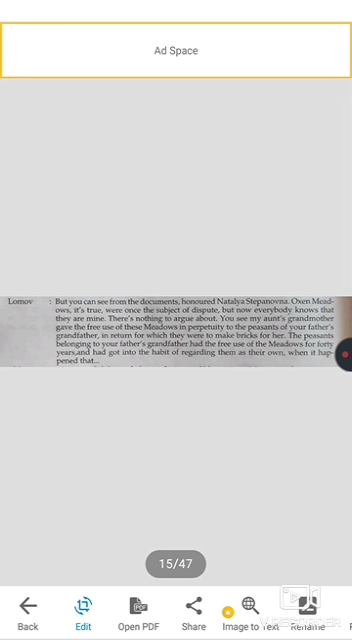 Ad Space
Lomov : But you can see from the documents, honoured Natalya Stepanovna. Oxen Mead-
ows, it's true, were once the subject of dispute, but now everybody knows that
they are mine. There's nothing to argue about. You see my aunt's grandmother
gave the free use of these Meadows in perpetuity to the peasants of your father's
grandfather, in return for which they were to make bricks for her. The peasants
belonging to your father's grandfather had the free use of the Meadows for forty
years,and had got into the habit of regarding them as their own, when it hap-
pened that...
15/47
Back Edit Open PDF Share Image to Text Rename